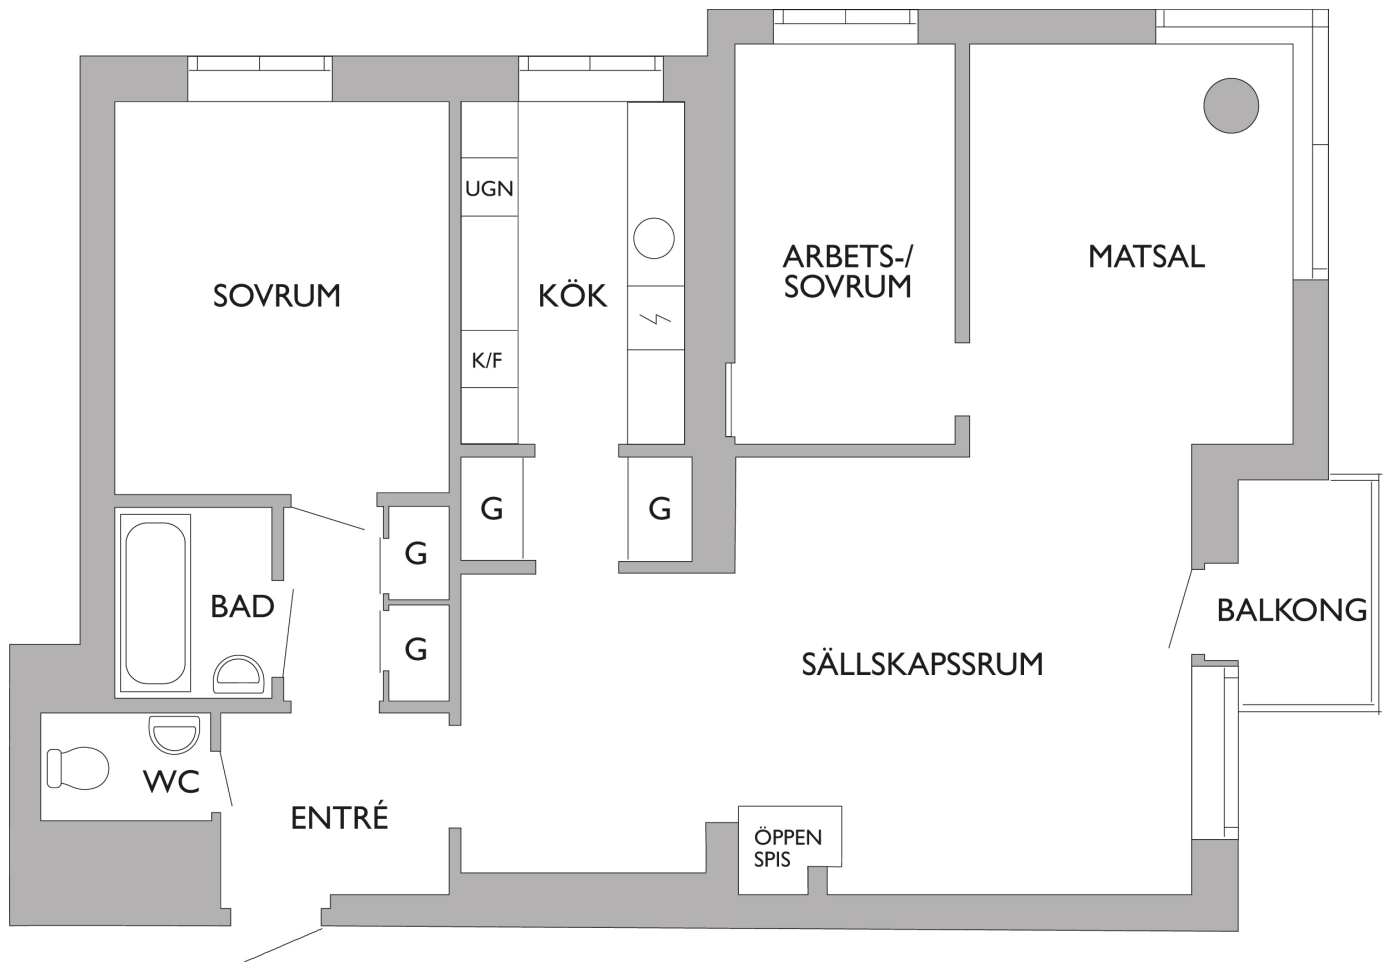 UGN
ARBETS-/
SOVRUM
MATSAL
SOVRUM
KÖK
K/F
G
G
G
BAD
BALKONG
G
SÄLLSKAPSSRUM
WC
ENTRÉ
ÖPPEN
SPIS